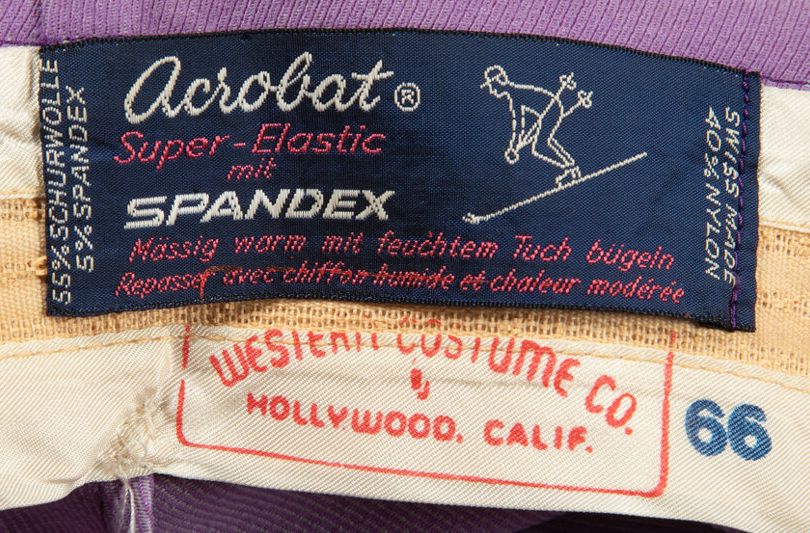 Acrobat®
Super-Elastic
mit
SPANDEX
Mässig warm mit feuchtem Tuch bügeln
Repasser avec chiffon humide et chaleur modérée
55% SCHURWOLLE
5% SPANDEX
SWISS MADE
40% NYLON
WESTERN COSTUME CO.
HOLLYWOOD, CALIF.
66